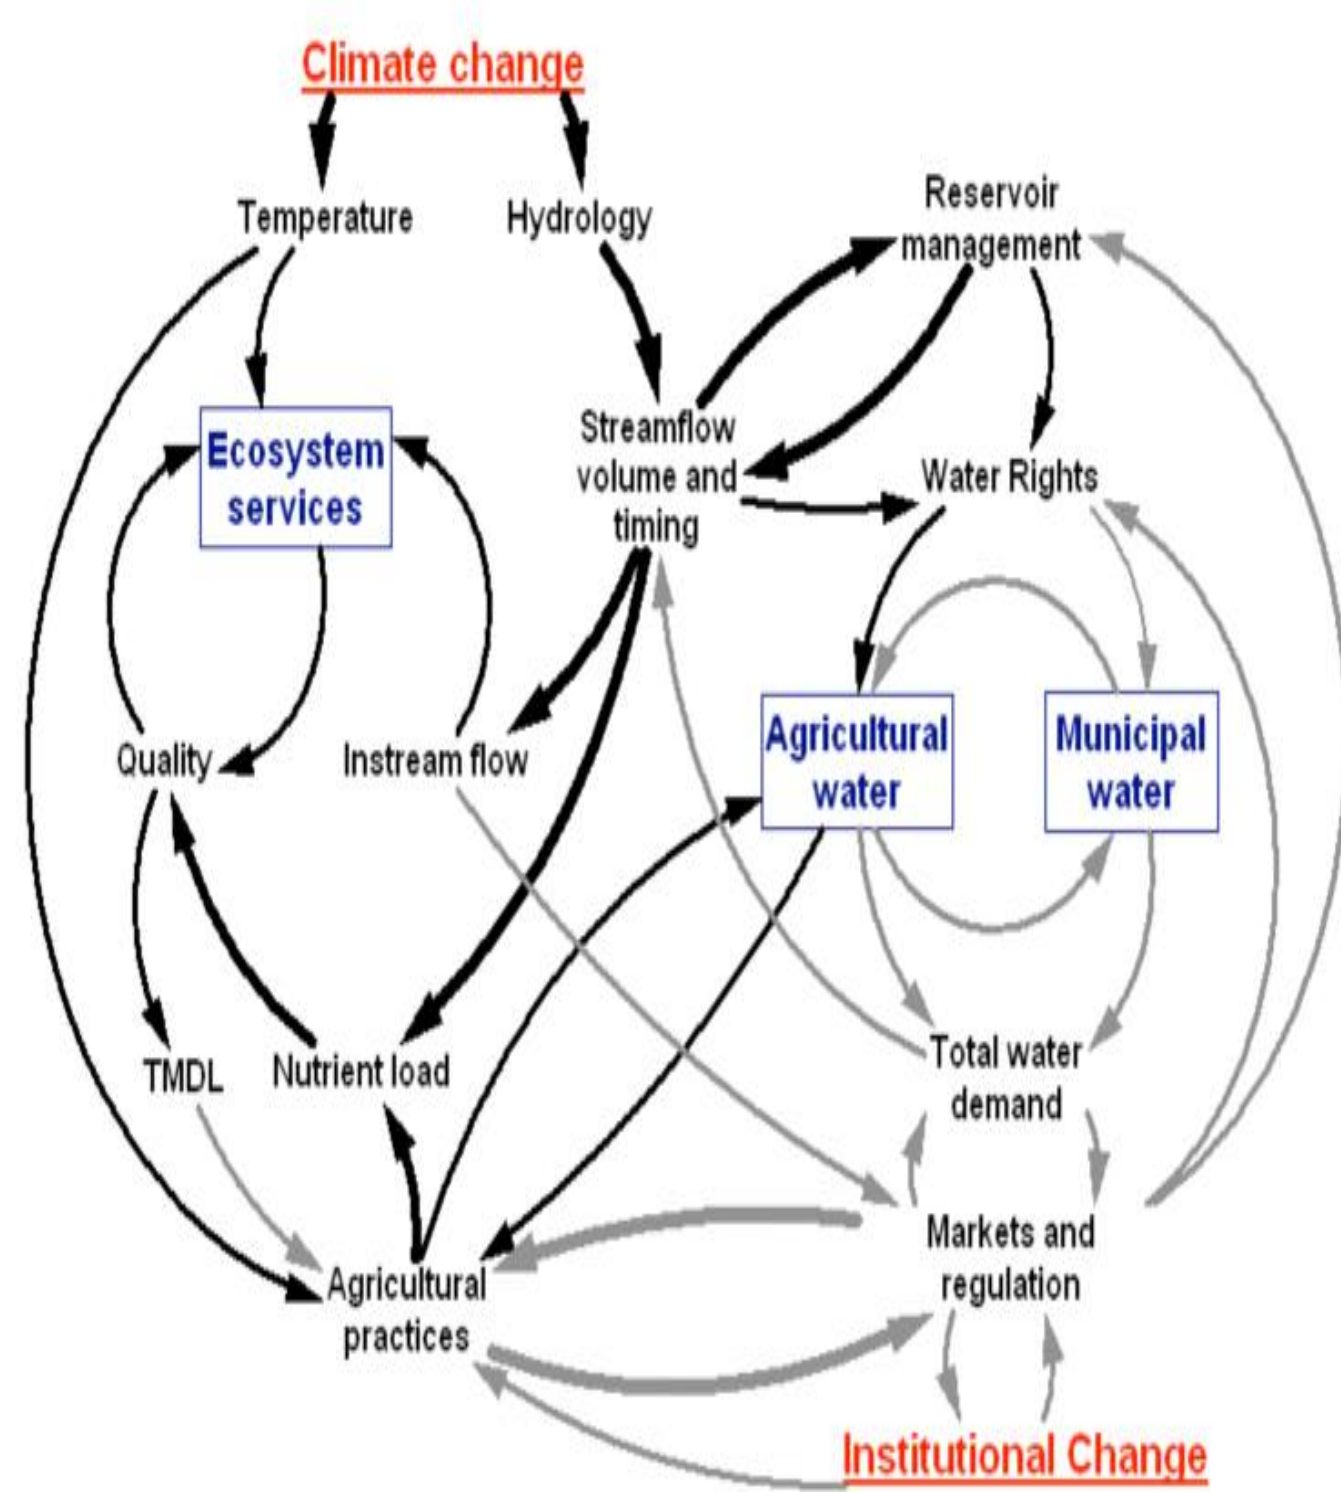 Climate change
Temperature
Hydrology
Reservoir
management
Ecosystem
services
Streamflow
volume and
timing
Water Rights
Quality
Instream flow
Agricultural
water
Municipal
water
TMDL
Nutrient load
Total water
demand
Agricultural
practices
Markets and
regulation
Institutional Change